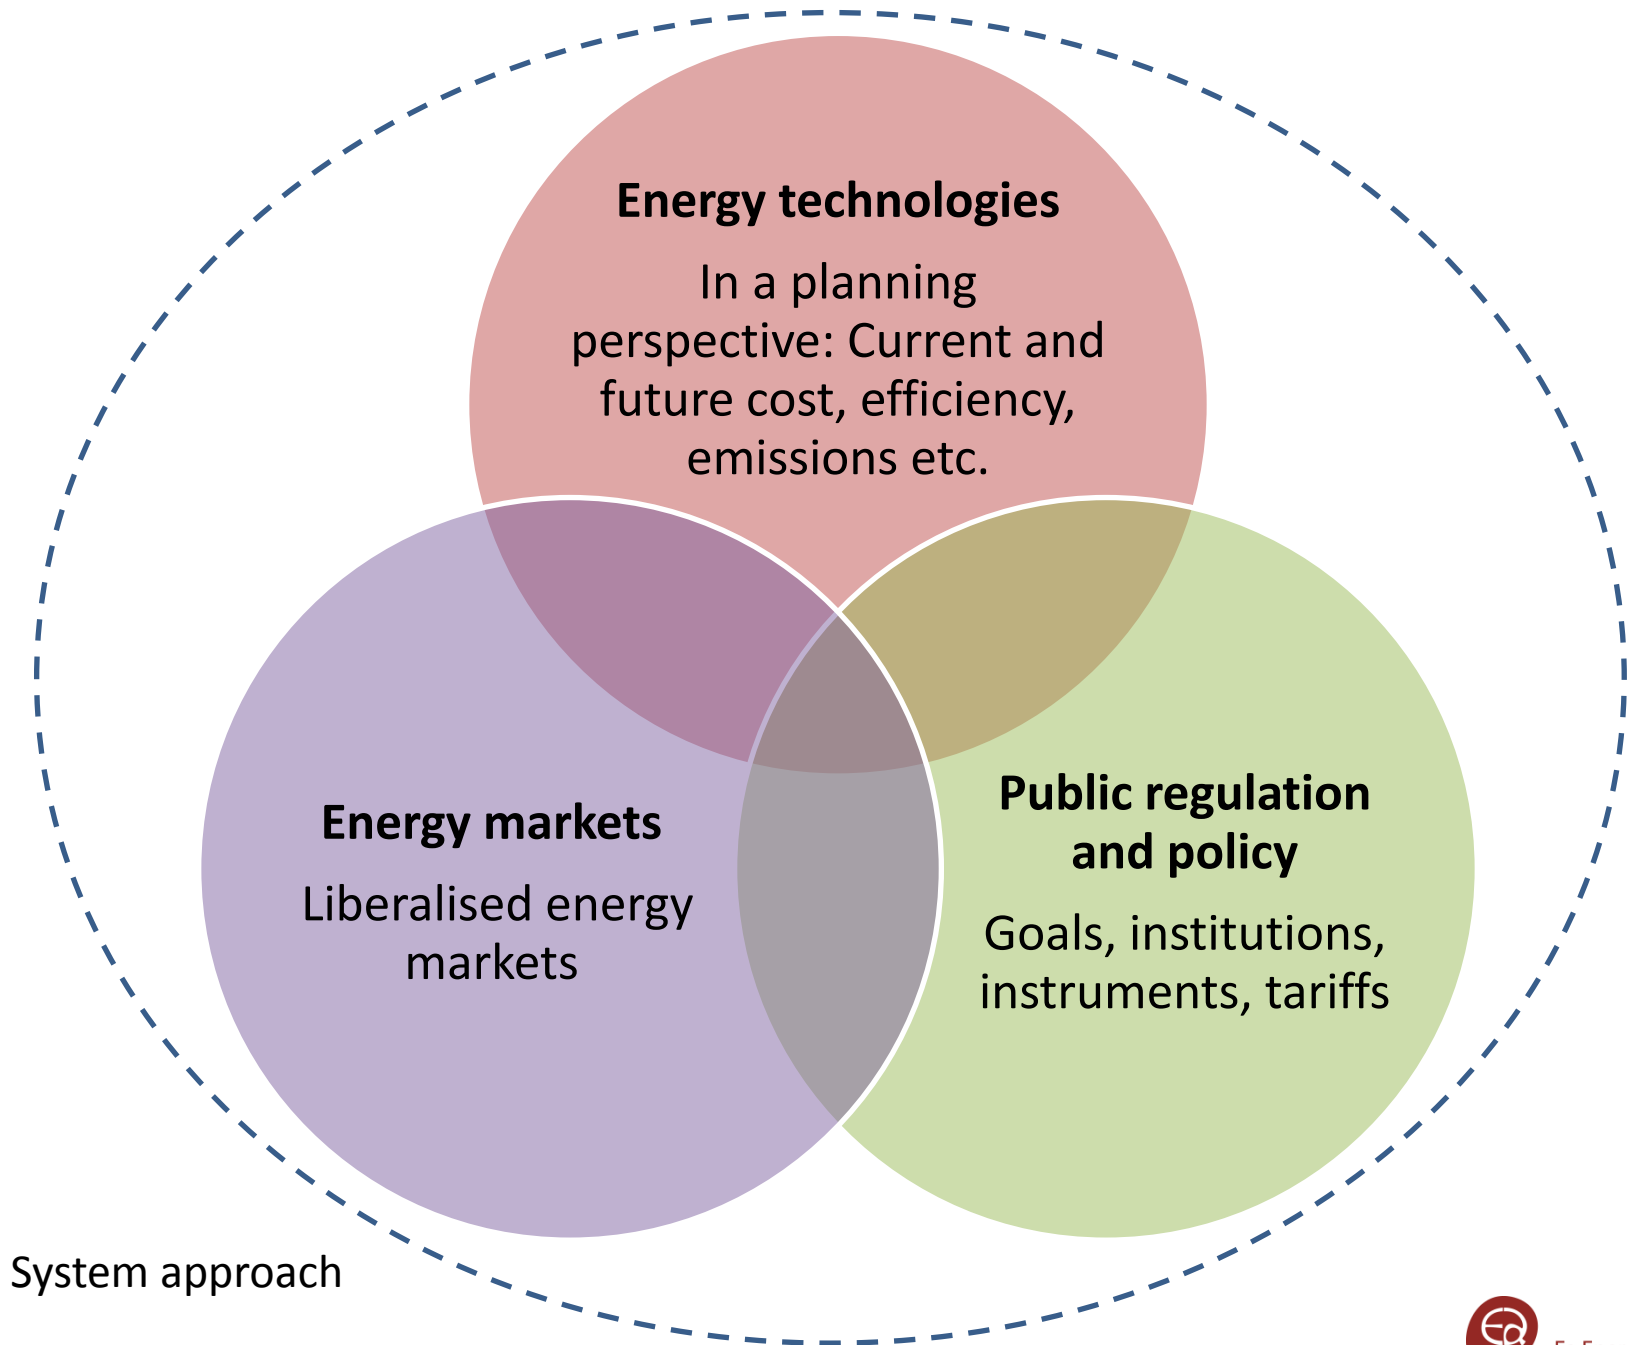 Energy technologies
In a planning
perspective: Current and
future cost, efficiency,
emissions etc.
Energy markets
Liberalised energy
markets
Public regulation
and policy
Goals, institutions,
instruments, tariffs
System approach